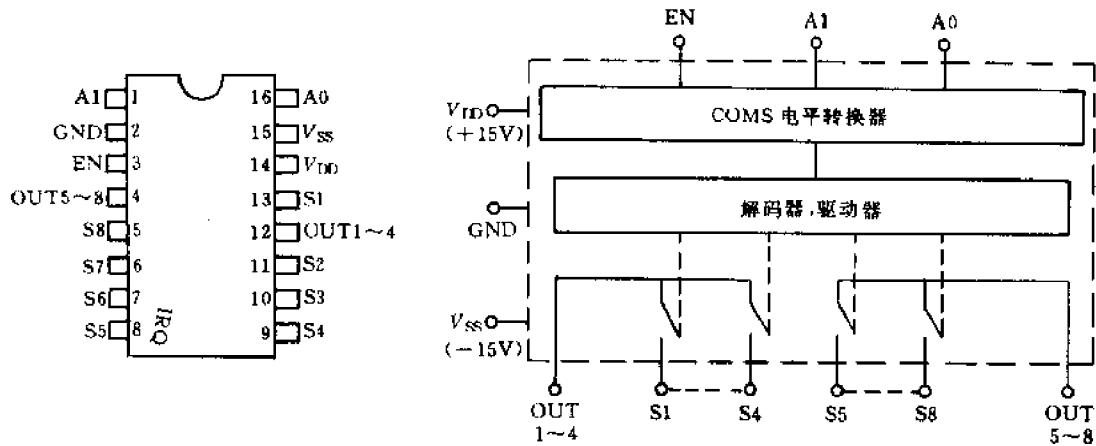 A1 1 16 A0
GND 2 15 VSS
EN 3 14 VDD
OUT5～8 4 13 S1
S8 5 12 OUT1～4
S7 6 11 S2
S6 7 10 S3
S5 8 9 S4
IRQ
EN A1 A0
VDD
(+15V)
COMS 电平转换器
解码器,驱动器
GND
VSS
(−15V)
OUT
1～4
S1 S4 S5 S8
OUT
5～8